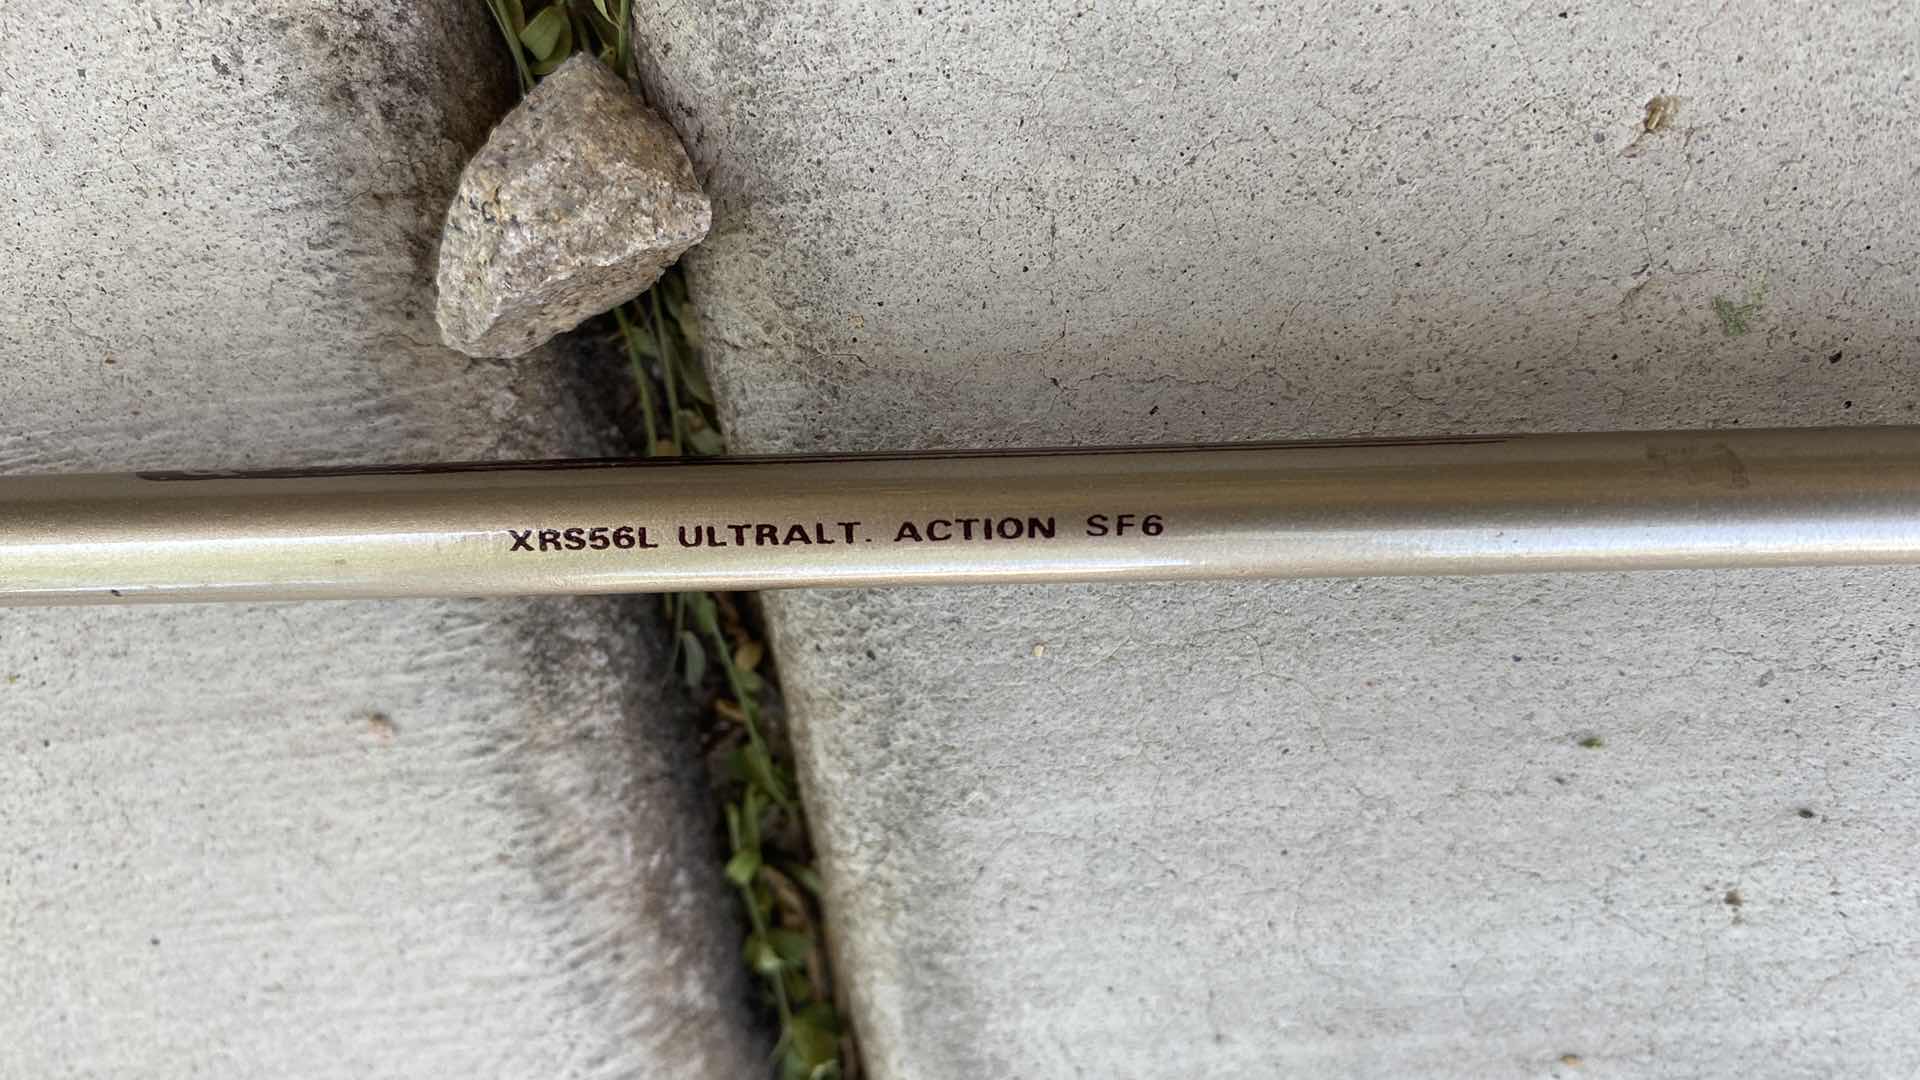 XRS56L ULTRALT. ACTION SF6